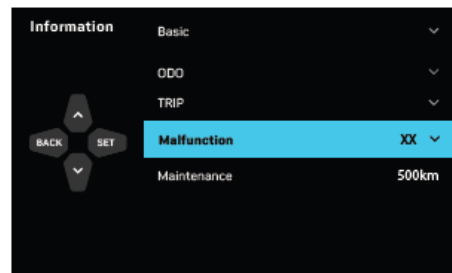 Information
Basic
ODO
TRIP
BACK SET
Malfunction XX
Maintenance 500km